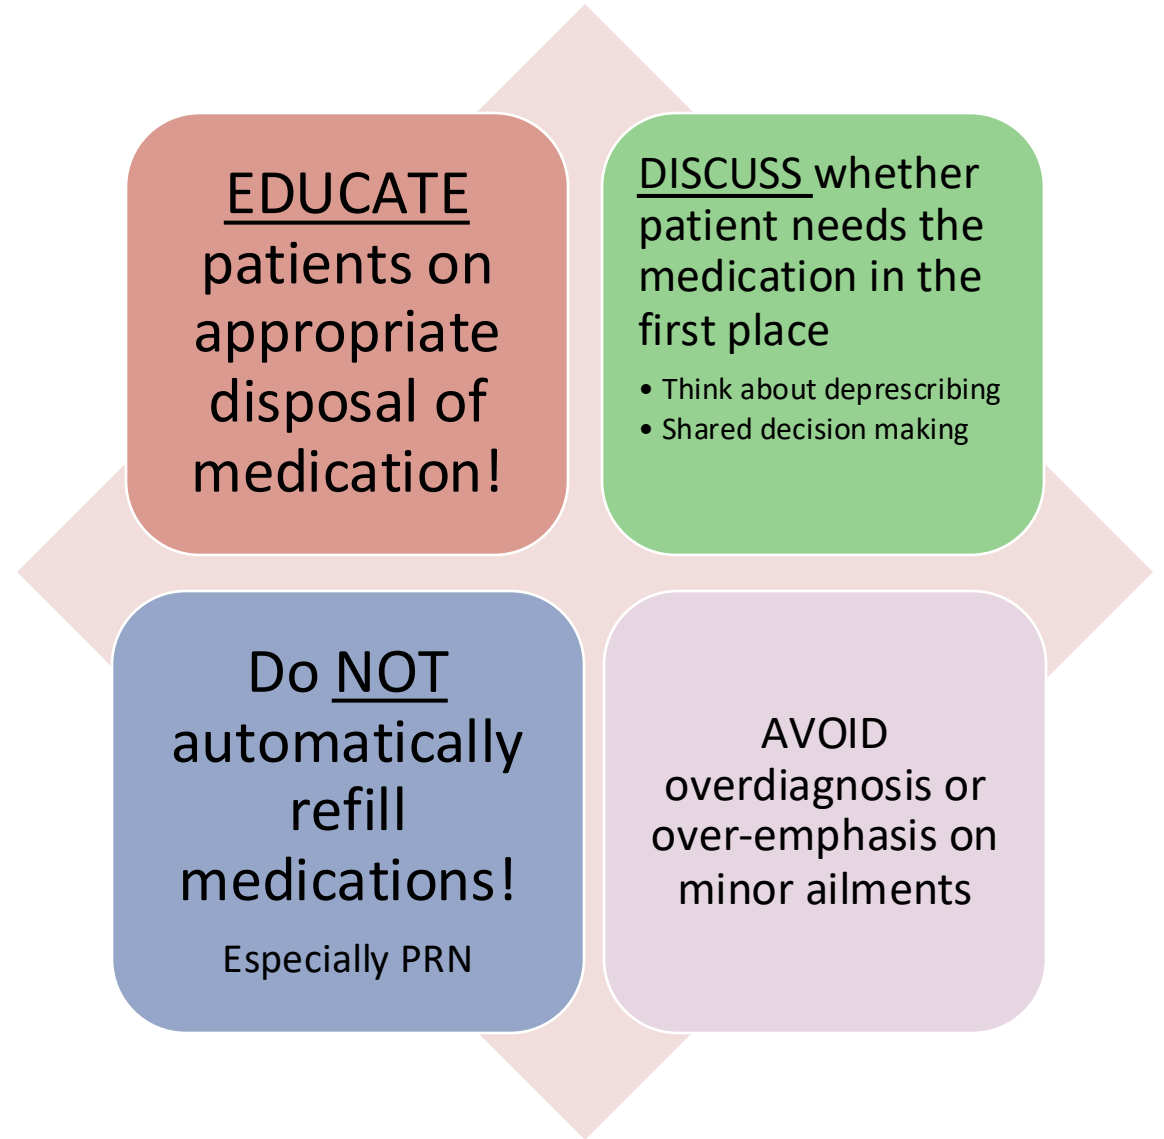 EDUCATE
patients on
appropriate
disposal of
medication!
DISCUSS whether
patient needs the
medication in the
first place
• Think about deprescribing
• Shared decision making
Do NOT
automatically
refill
medications!
Especially PRN
AVOID
overdiagnosis or
over-emphasis on
minor ailments